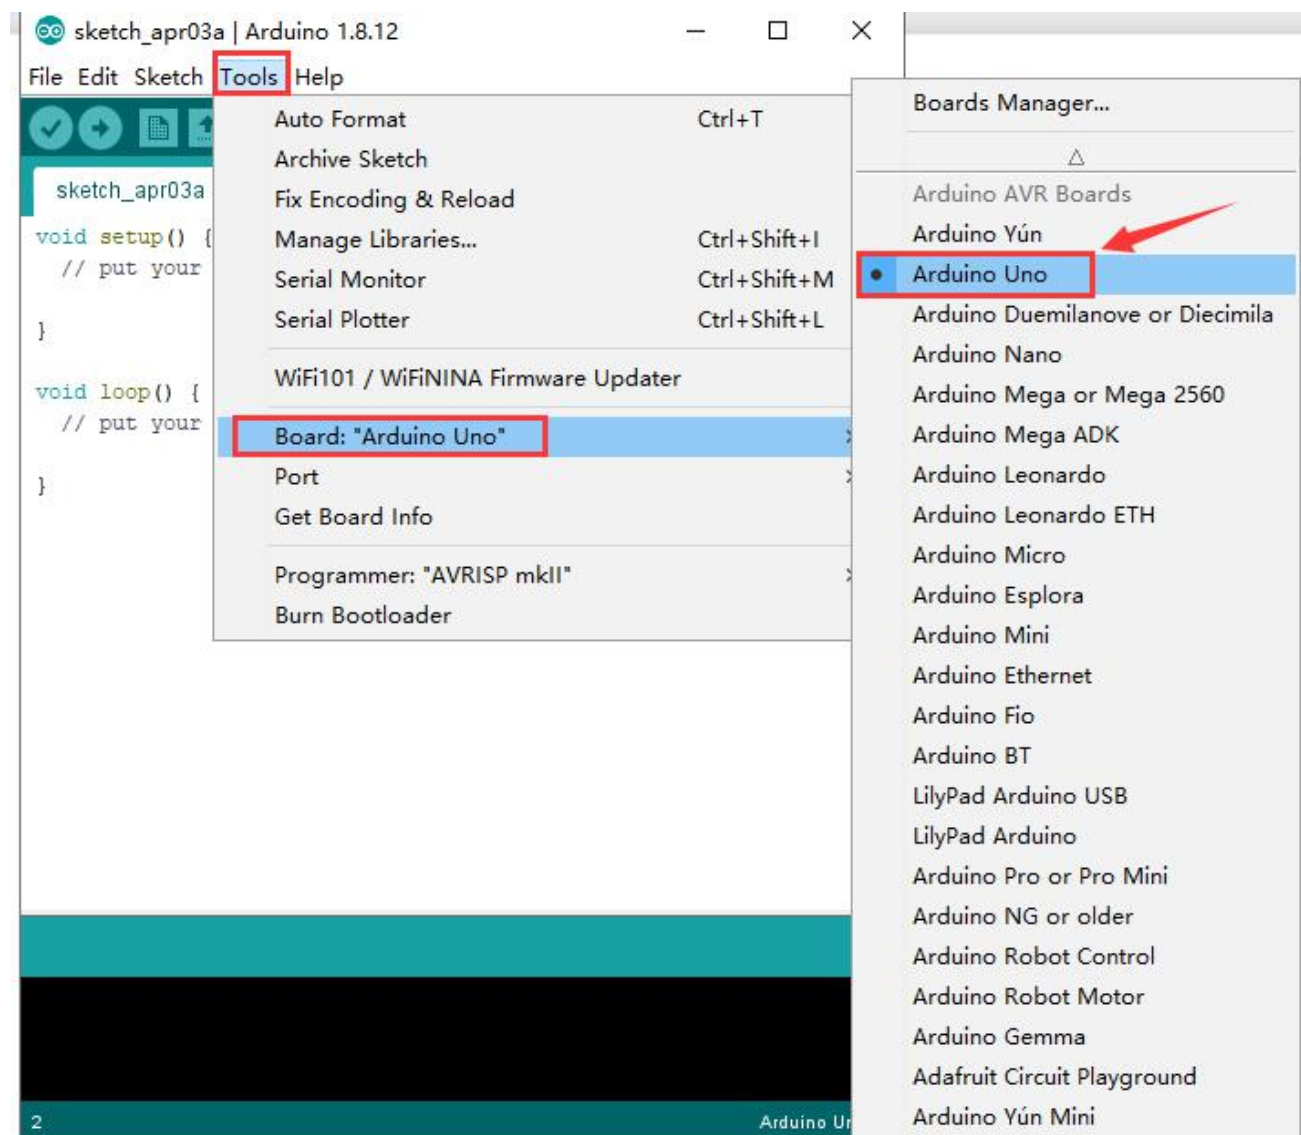 sketch_apr03a | Arduino 1.8.12
File Edit Sketch Tools Help
Auto Format Ctrl+T
Archive Sketch
Fix Encoding & Reload
Manage Libraries... Ctrl+Shift+I
Serial Monitor Ctrl+Shift+M
Serial Plotter Ctrl+Shift+L
WiFi101 / WiFiNINA Firmware Updater
Board: "Arduino Uno"
Port
Get Board Info
Programmer: "AVRISP mkII"
Burn Bootloader
sketch_apr03a
void setup() {
// put your
}
void loop() {
// put your
}
Boards Manager...
Arduino AVR Boards
Arduino Yún
Arduino Uno
Arduino Duemilanove or Diecimila
Arduino Nano
Arduino Mega or Mega 2560
Arduino Mega ADK
Arduino Leonardo
Arduino Leonardo ETH
Arduino Micro
Arduino Esplora
Arduino Mini
Arduino Ethernet
Arduino Fio
Arduino BT
LilyPad Arduino USB
LilyPad Arduino
Arduino Pro or Pro Mini
Arduino NG or older
Arduino Robot Control
Arduino Robot Motor
Arduino Gemma
Adafruit Circuit Playground
Arduino Yún Mini
2 Arduino